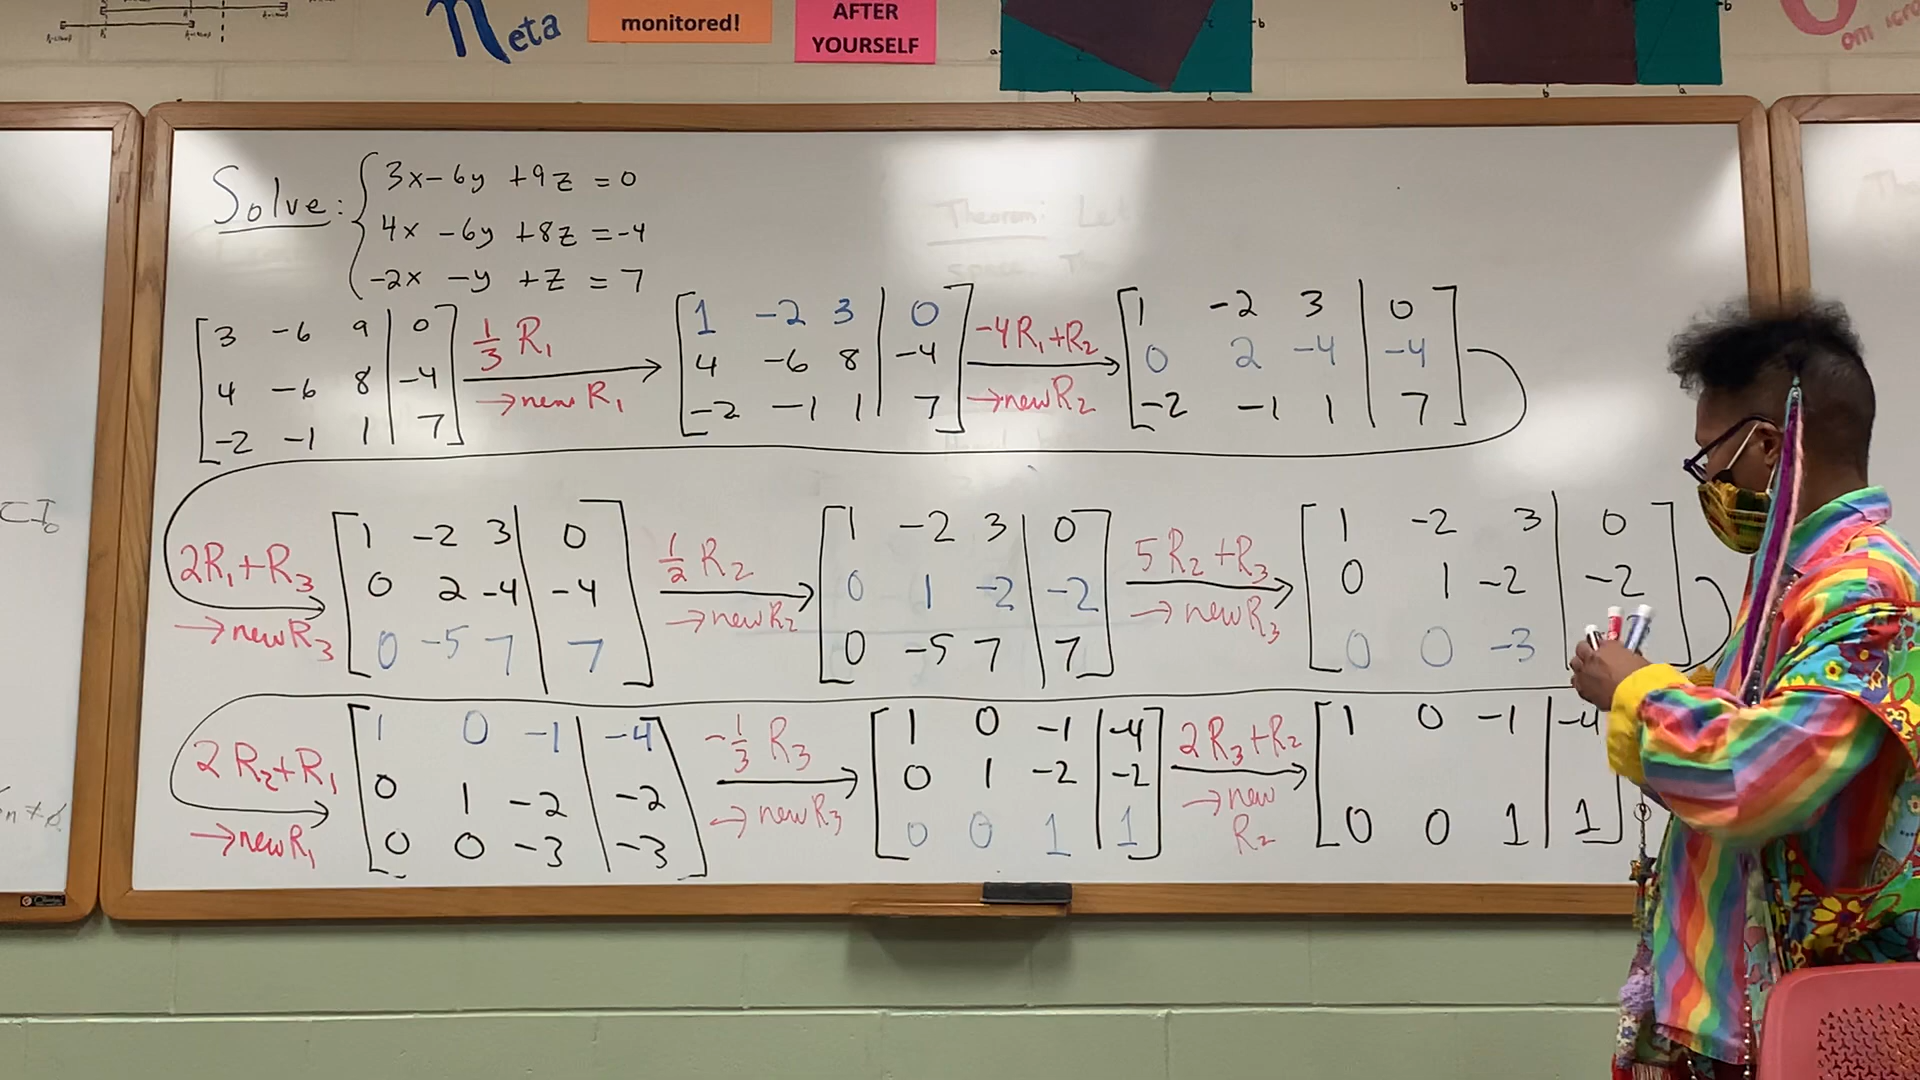 ηeta
monitored!
AFTER
YOURSELF
om
Solve:
3x - 6y + 9z = 0
4x - 6y + 8z = -4
-2x - y + z = 7
3 -6 9 | 0
4 -6 8 | -4
-2 -1 1 | 7
1/3 R₁
→ new R₁
1 -2 3 | 0
4 -6 8 | -4
-2 -1 1 | 7
-4R₁+R₂
→ new R₂
1 -2 3 | 0
0 2 -4 | -4
-2 -1 1 | 7
2R₁+R₃
→ new R₃
1 -2 3 | 0
0 2 -4 | -4
0 -5 7 | 7
1/2 R₂
→ new R₂
1 -2 3 | 0
0 1 -2 | -2
0 -5 7 | 7
5R₂+R₃
→ new R₃
1 -2 3 | 0
0 1 -2 | -2
0 0 -3 |
2R₂+R₁
→ new R₁
1 0 -1 | -4
0 1 -2 | -2
0 0 -3 | -3
-1/3 R₃
→ new R₃
1 0 -1 | -4
0 1 -2 | -2
0 0 1 | 1
2R₃+R₂
→ new
R₂
1 0 -1 | -4
0 0 1 | 1
Theorem: Let
space